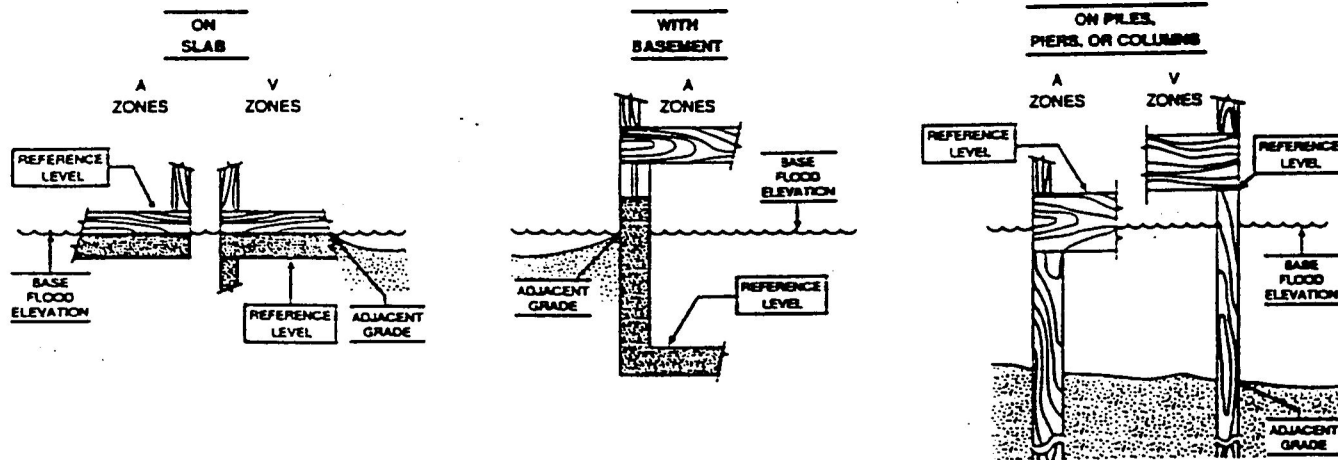 ON
SLAB
A
ZONES
V
ZONES
REFERENCE
LEVEL
BASE
FLOOD
ELEVATION
REFERENCE
LEVEL
ADJACENT
GRADE
WITH
BASEMENT
A
ZONES
BASE
FLOOD
ELEVATION
ADJACENT
GRADE
REFERENCE
LEVEL
ON PILES,
PIERS, OR COLUMNS
A
ZONES
V
ZONES
REFERENCE
LEVEL
REFERENCE
LEVEL
BASE
FLOOD
ELEVATION
ADJACENT
GRADE